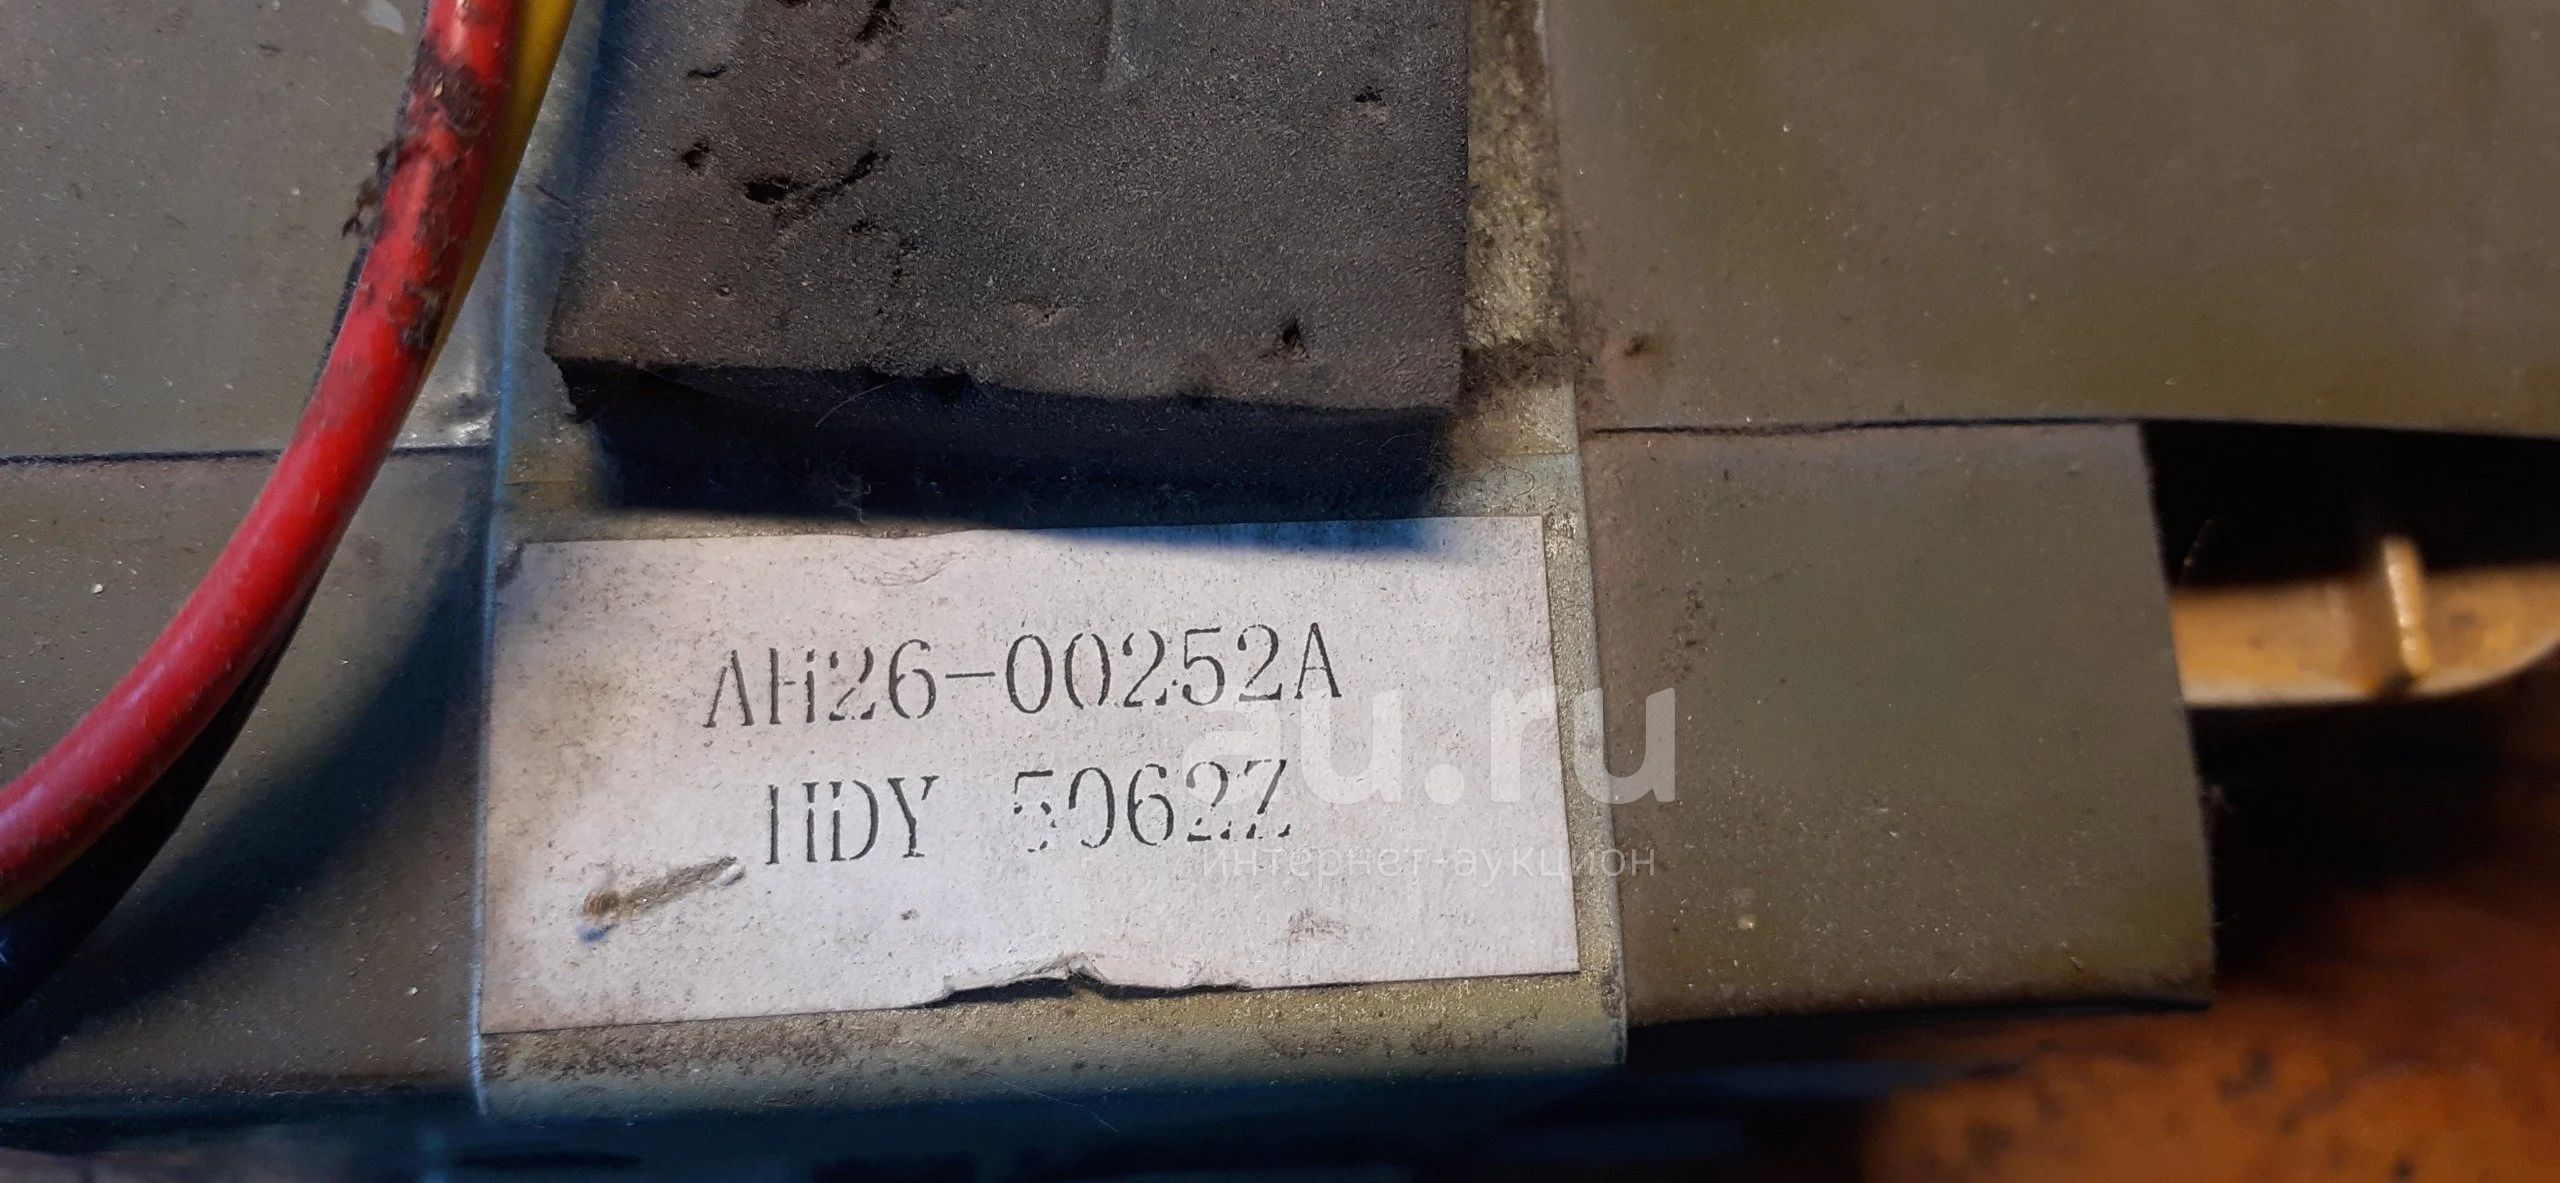 AH26-00252A
HDY 5062Z
au.ru
интернет-аукцион